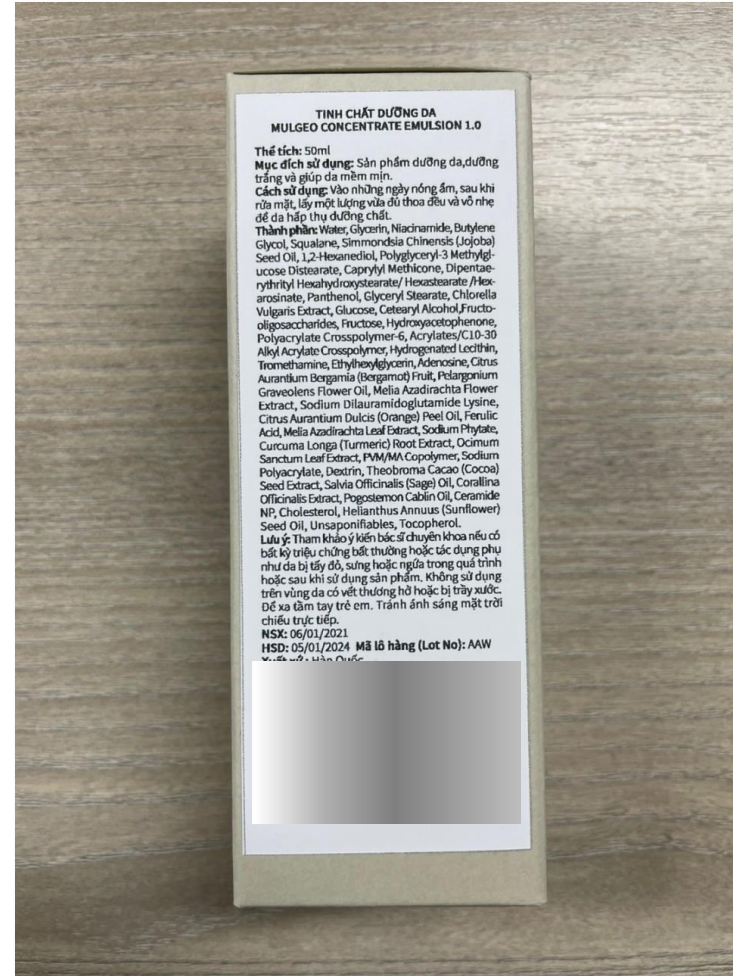 TINH CHẤT DƯỠNG DA
MULGEO CONCENTRATE EMULSION 1.0
Thể tích: 50ml
Mục đích sử dụng: Sản phẩm dưỡng da,dưỡng
trắng và giúp da mềm mịn.
Cách sử dụng: Vào những ngày nóng ẩm, sau khi
rửa mặt, lấy một lượng vừa đủ thoa đều và vỗ nhẹ
để da hấp thụ dưỡng chất.
Thành phần: Water, Glycerin, Niacinamide, Butylene
Glycol, Squalane, Simmondsia Chinensis (Jojoba)
Seed Oil, 1,2-Hexanediol, Polyglyceryl-3 Methylgl-
ucose Distearate, Caprylyl Methicone, Dipentae-
rythrityl Hexahydroxystearate/ Hexastearate /Hex-
arosinate, Panthenol, Glyceryl Stearate, Chlorella
Vulgaris Extract, Glucose, Cetearyl Alcohol,Fructo-
oligosaccharides, Fructose, Hydroxyacetophenone,
Polyacrylate Crosspolymer-6, Acrylates/C10-30
Alkyl Acrylate Crosspolymer, Hydrogenated Lecithin,
Tromethamine, Ethylhexylglycerin, Adenosine, Citrus
Aurantium Bergamia (Bergamot) Fruit, Pelargonium
Graveolens Flower Oil, Melia Azadirachta Flower
Extract, Sodium Dilauramidoglutamide Lysine,
Citrus Aurantium Dulcis (Orange) Peel Oil, Ferulic
Acid, Melia Azadirachta Leaf Extract, Sodium Phytate,
Curcuma Longa (Turmeric) Root Extract, Ocimum
Sanctum Leaf Extract, PVM/MA Copolymer, Sodium
Polyacrylate, Dextrin, Theobroma Cacao (Cocoa)
Seed Extract, Salvia Officinalis (Sage) Oil, Corallina
Officinalis Extract, Pogostemon Cablin Oil, Ceramide
NP, Cholesterol, Helianthus Annuus (Sunflower)
Seed Oil, Unsaponifiables, Tocopherol.
Lưu ý: Tham khảo ý kiến bác sĩ chuyên khoa nếu có
bất kỳ triệu chứng bất thường hoặc tác dụng phụ
như da bị tấy đỏ, sưng hoặc ngứa trong quá trình
hoặc sau khi sử dụng sản phẩm. Không sử dụng
trên vùng da có vết thương hở hoặc bị trầy xước.
Để xa tầm tay trẻ em. Tránh ánh sáng mặt trời
chiếu trực tiếp.
NSX: 06/01/2021
HSD: 05/01/2024 Mã lô hàng (Lot No): AAW
Xuất xứ : Hàn Quốc